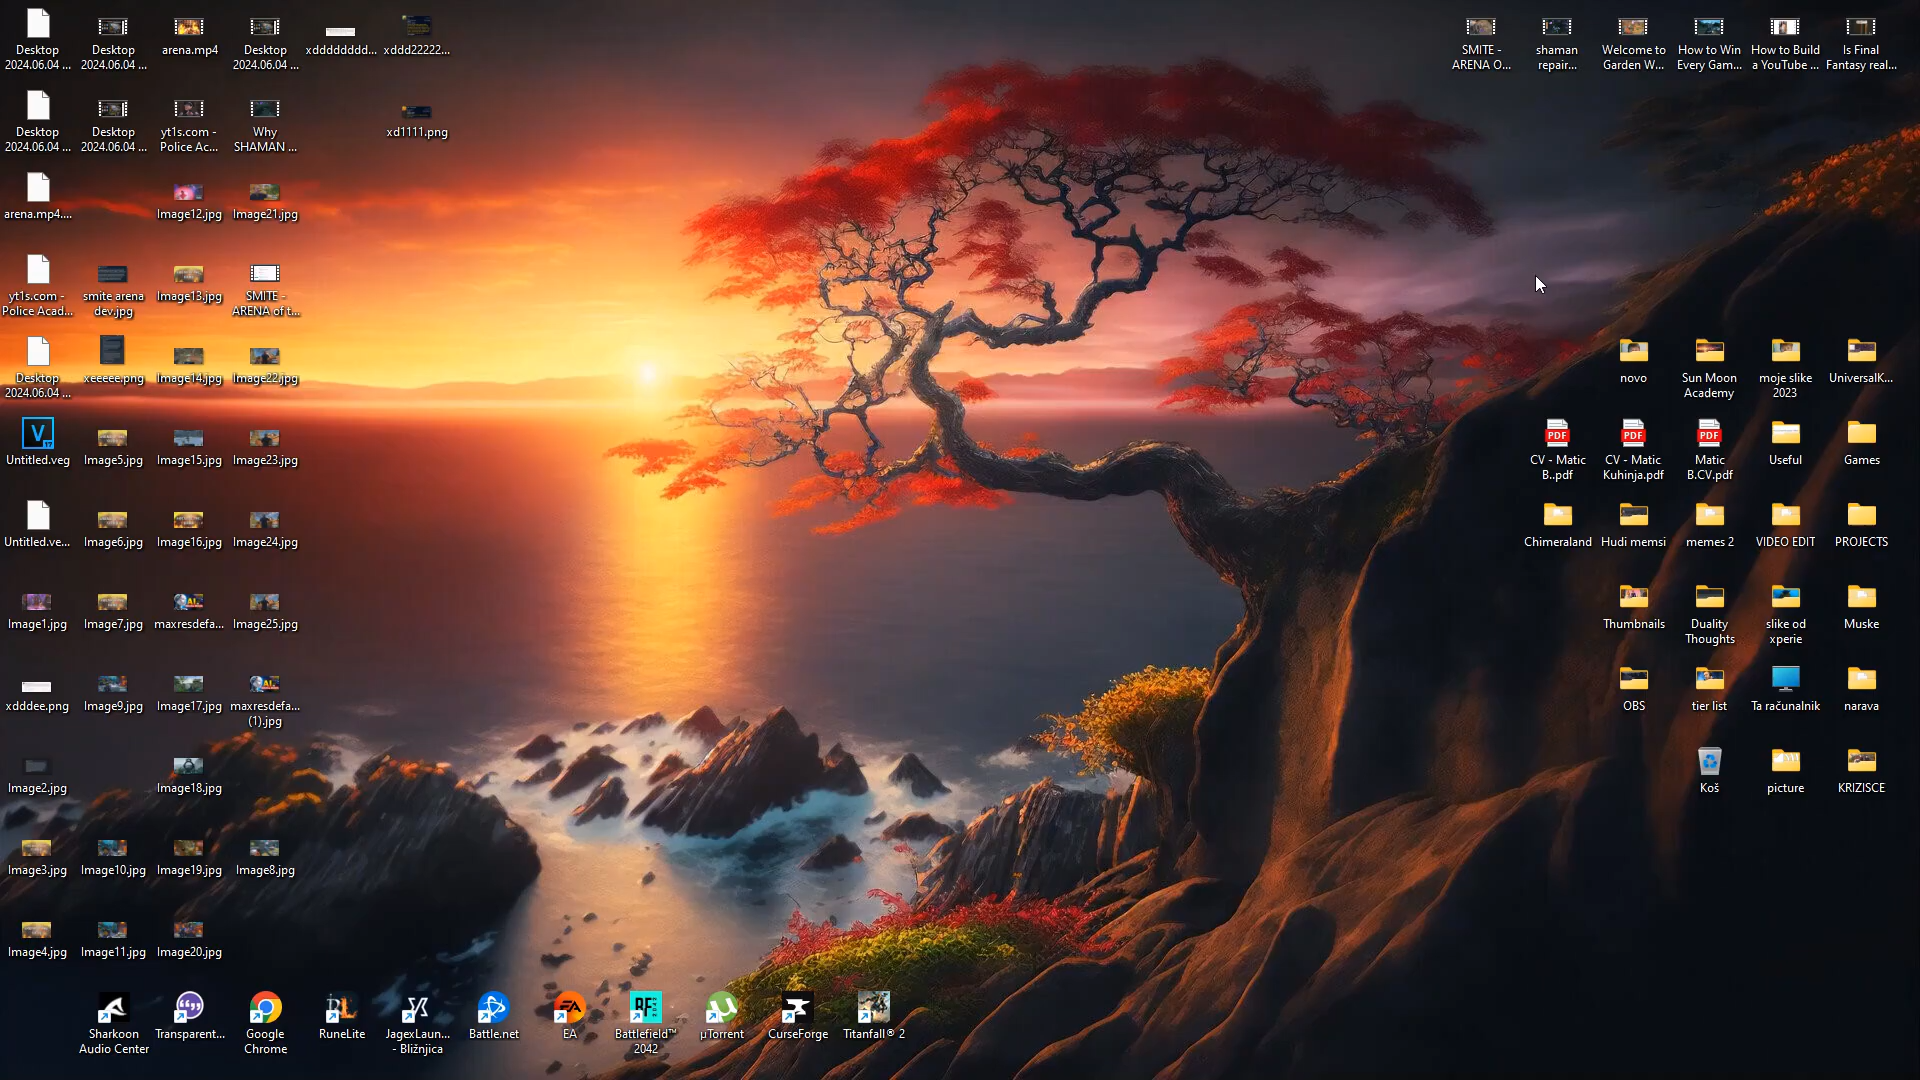 Desktop
2024.06.04 ...
Desktop
2024.06.04 ...
arena.mp4
Desktop
2024.06.04 ...
xdddddddd...
xddd22222...
SMITE -
ARENA O...
shaman
repair...
Welcome to
Garden W...
How to Win
Every Gam...
How to Build
a YouTube ...
Is Final
Fantasy real...
Desktop
2024.06.04 ...
Desktop
2024.06.04 ...
yt1s.com -
Police Ac...
Why
SHAMAN ...
xd1111.png
arena.mp4....
Image12.jpg
Image21.jpg
yt1s.com -
Police Acad...
smite arena
dev.jpg
Image13.jpg
SMITE -
ARENA of t...
Desktop
2024.06.04 ...
xeeeee.png
Image14.jpg
Image22.jpg
novo
Sun Moon
Academy
moje slike
2023
UniversalK...
Untitled.veg
Image5.jpg
Image15.jpg
Image23.jpg
CV - Matic
B..pdf
CV - Matic
Kuhinja.pdf
Matic
B.CV.pdf
Useful
Games
Untitled.ve...
Image6.jpg
Image16.jpg
Image24.jpg
Chimeraland
Hudi memsi
memes 2
VIDEO EDIT
PROJECTS
Image1.jpg
Image7.jpg
maxresdefa...
Image25.jpg
Thumbnails
Duality
Thoughts
slike od
xperie
Muske
xdddee.png
Image9.jpg
Image17.jpg
maxresdefa...
(1).jpg
OBS
tier list
Ta računalnik
narava
Image2.jpg
Image18.jpg
Koš
picture
KRIZISCE
Image3.jpg
Image10.jpg
Image19.jpg
Image8.jpg
Image4.jpg
Image11.jpg
Image20.jpg
Sharkoon
Audio Center
Transparent...
Google
Chrome
RuneLite
JagexLaun...
- Bližnjica
Battle.net
EA
Battlefield™
2042
µTorrent
CurseForge
Titanfall® 2